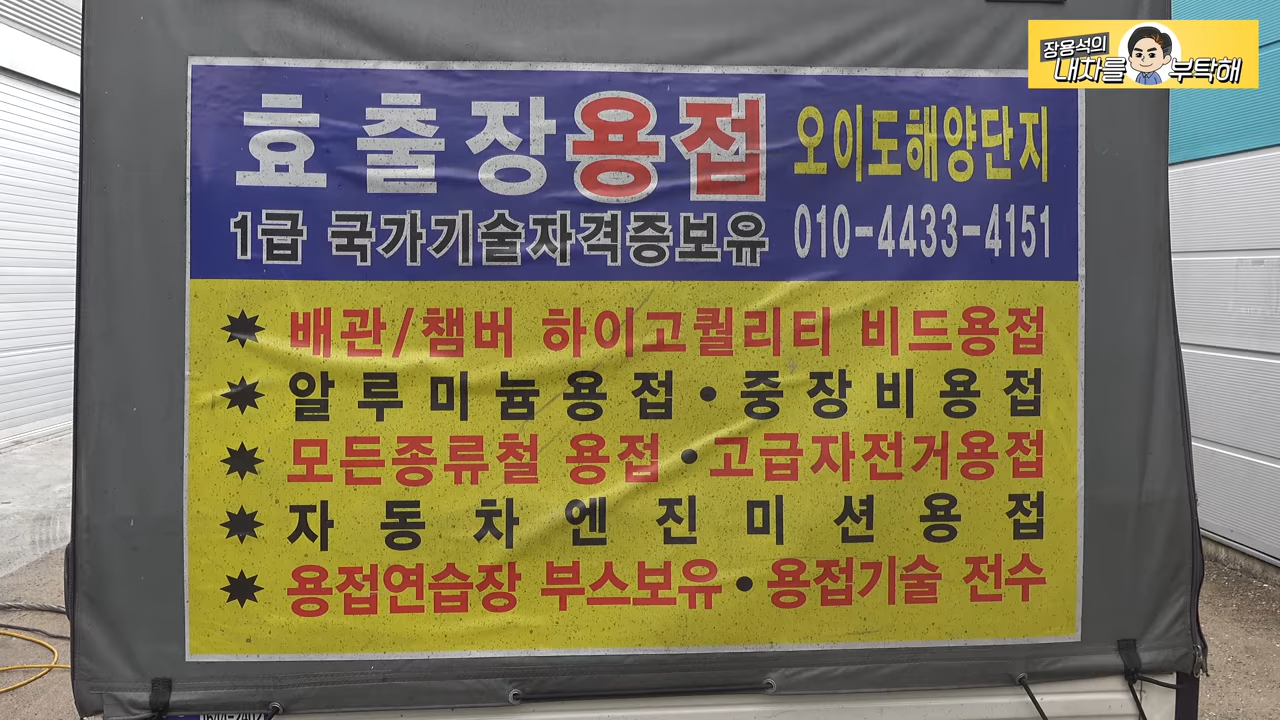 장용석의
내차를 부탁해
효출장용접 오이도해양단지
1급 국가기술자격증보유 010-4433-4151
배관/챔버 하이고퀄리티 비드용접
알루미늄용접·중장비용접
모든종류철 용접·고급자전거용접
자동차엔진미션용접
용접연습장 부스보유·용접기술 전수